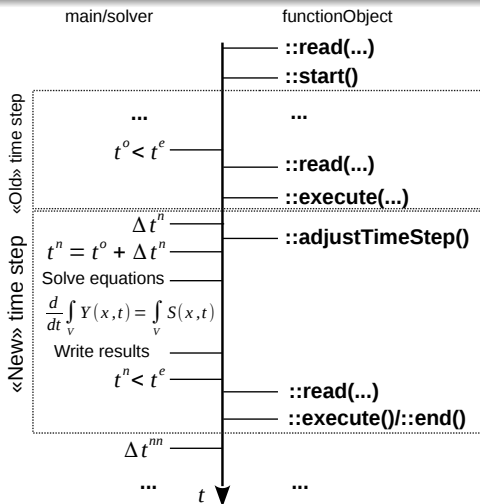 main/solver functionObject
::read(...)
::start()
«Old» time step
... ...
t^o < t^e
::read(...)
::execute(...)
«New» time step
Δt^n
::adjustTimeStep()
t^n = t^o + Δt^n
Solve equations
d/dt ∫_V Y(x,t) = ∫_V S(x,t)
Write results
t^n < t^e
::read(...)
::execute()/::end()
Δt^nn
... ...
t